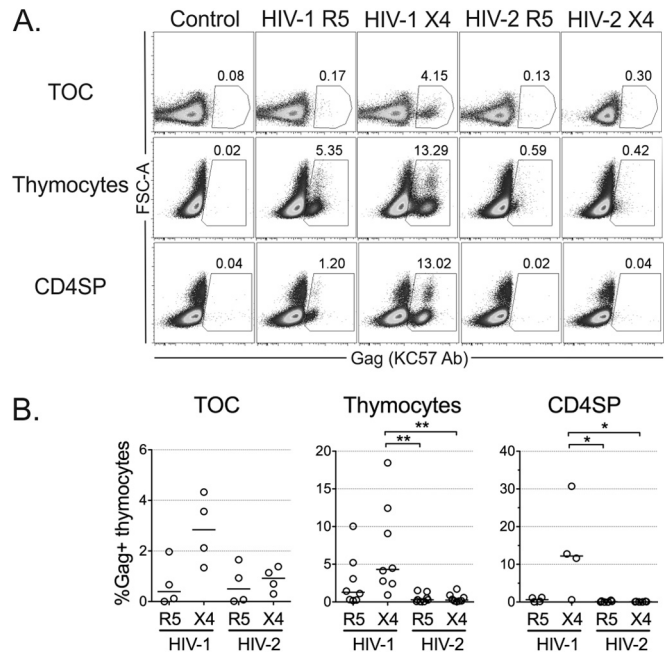 A.
Control HIV-1 R5 HIV-1 X4 HIV-2 R5 HIV-2 X4
TOC 0.08 0.17 4.15 0.13 0.30
Thymocytes 0.02 5.35 13.29 0.59 0.42
FSC-A
CD4SP 0.04 1.20 13.02 0.02 0.04
Gag (KC57 Ab)
B.
TOC Thymocytes CD4SP
%Gag+ thymocytes
6
4
2
0
R5 X4 R5 X4
HIV-1 HIV-2
** **
20
15
10
5
0
R5 X4 R5 X4
HIV-1 HIV-2
* *
40
30
20
10
0
R5 X4 R5 X4
HIV-1 HIV-2